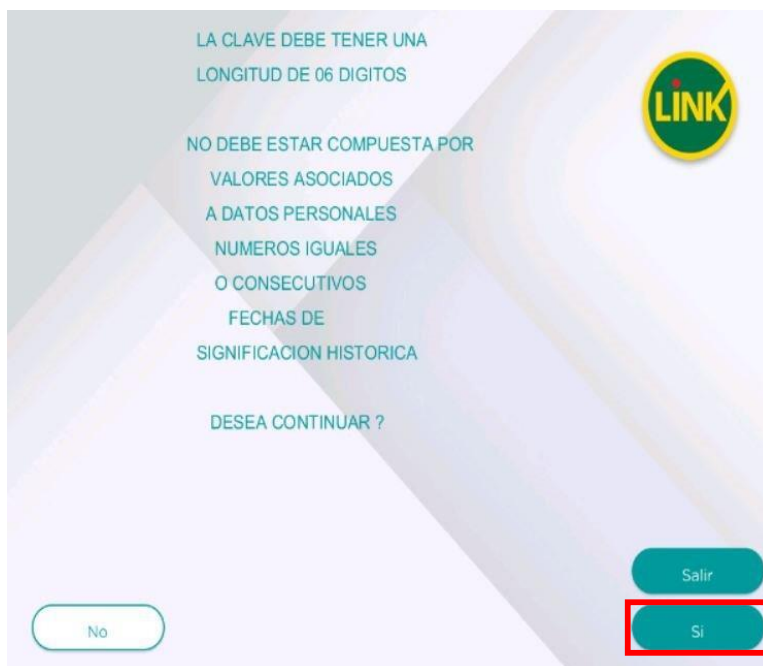 LA CLAVE DEBE TENER UNA
LONGITUD DE 06 DIGITOS
LINK
NO DEBE ESTAR COMPUESTA POR
VALORES ASOCIADOS
A DATOS PERSONALES
NUMEROS IGUALES
O CONSECUTIVOS
FECHAS DE
SIGNIFICACION HISTORICA
DESEA CONTINUAR ?
Salir
No
Si